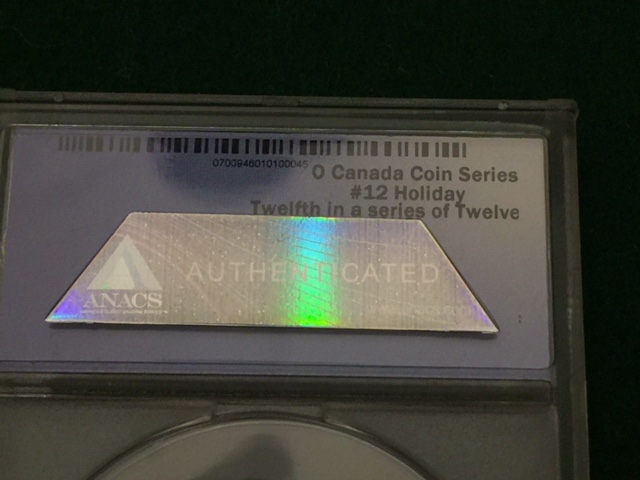 0700946010100045
O Canada Coin Series
#12 Holiday
Twelfth in a series of Twelve
AUTHENTICATED
ANACS